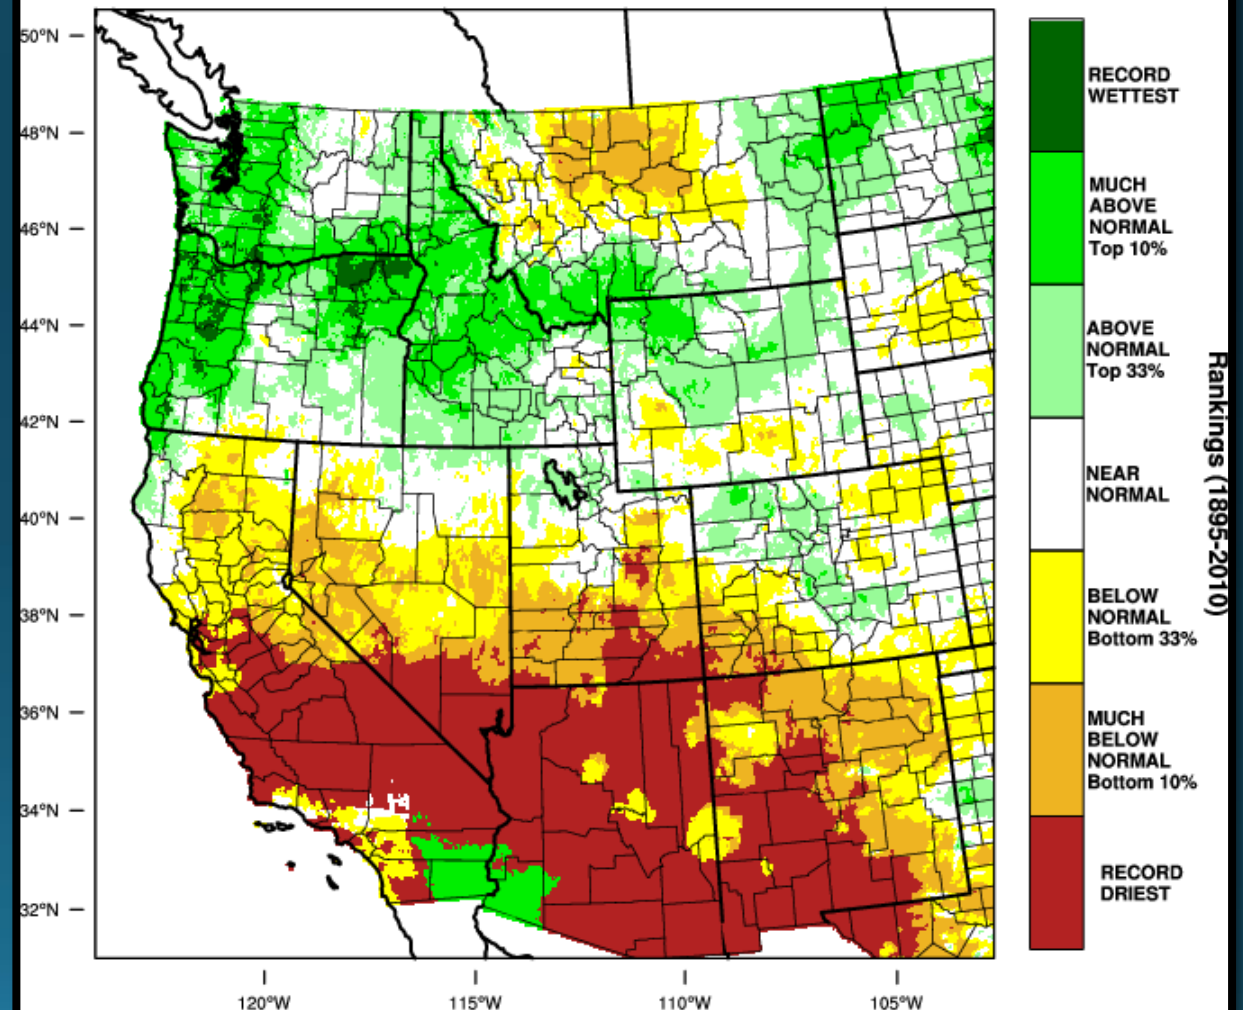 50°N
48°N
46°N
44°N
42°N
40°N
38°N
36°N
34°N
32°N
120°W
115°W
110°W
105°W
RECORD
WETTEST
MUCH
ABOVE
NORMAL
Top 10%
ABOVE
NORMAL
Top 33%
NEAR
NORMAL
BELOW
NORMAL
Bottom 33%
MUCH
BELOW
NORMAL
Bottom 10%
RECORD
DRIEST
Rankings (1895-2010)